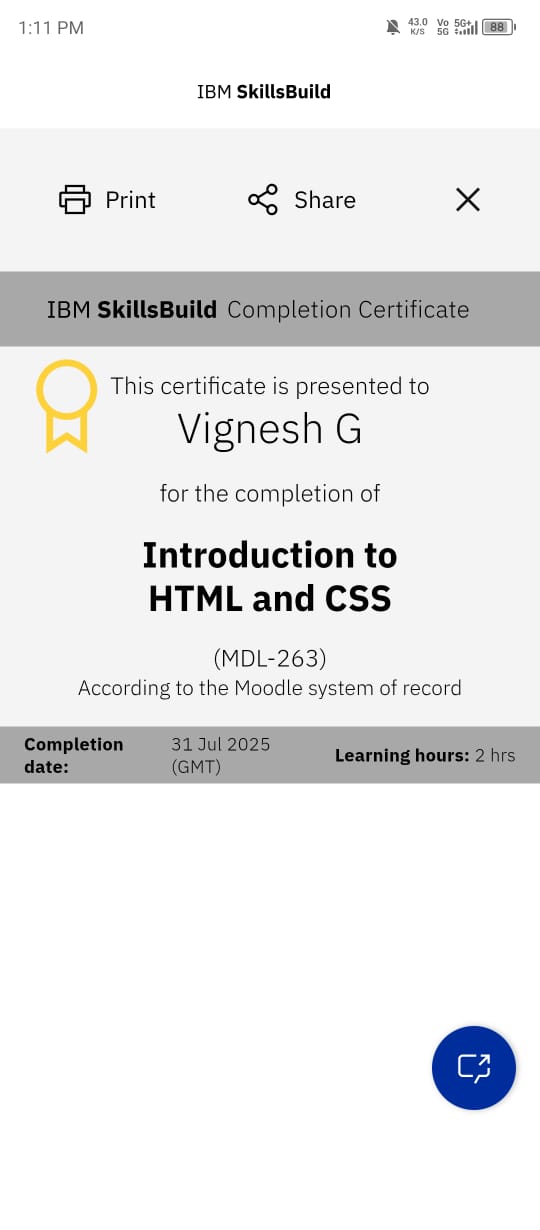 1:11 PM 43.0 K/S Vo 5G 5G+ 88
IBM SkillsBuild
Print Share
IBM SkillsBuild Completion Certificate
This certificate is presented to
Vignesh G
for the completion of
Introduction to
HTML and CSS
(MDL-263)
According to the Moodle system of record
Completion date: 31 Jul 2025 (GMT) Learning hours: 2 hrs